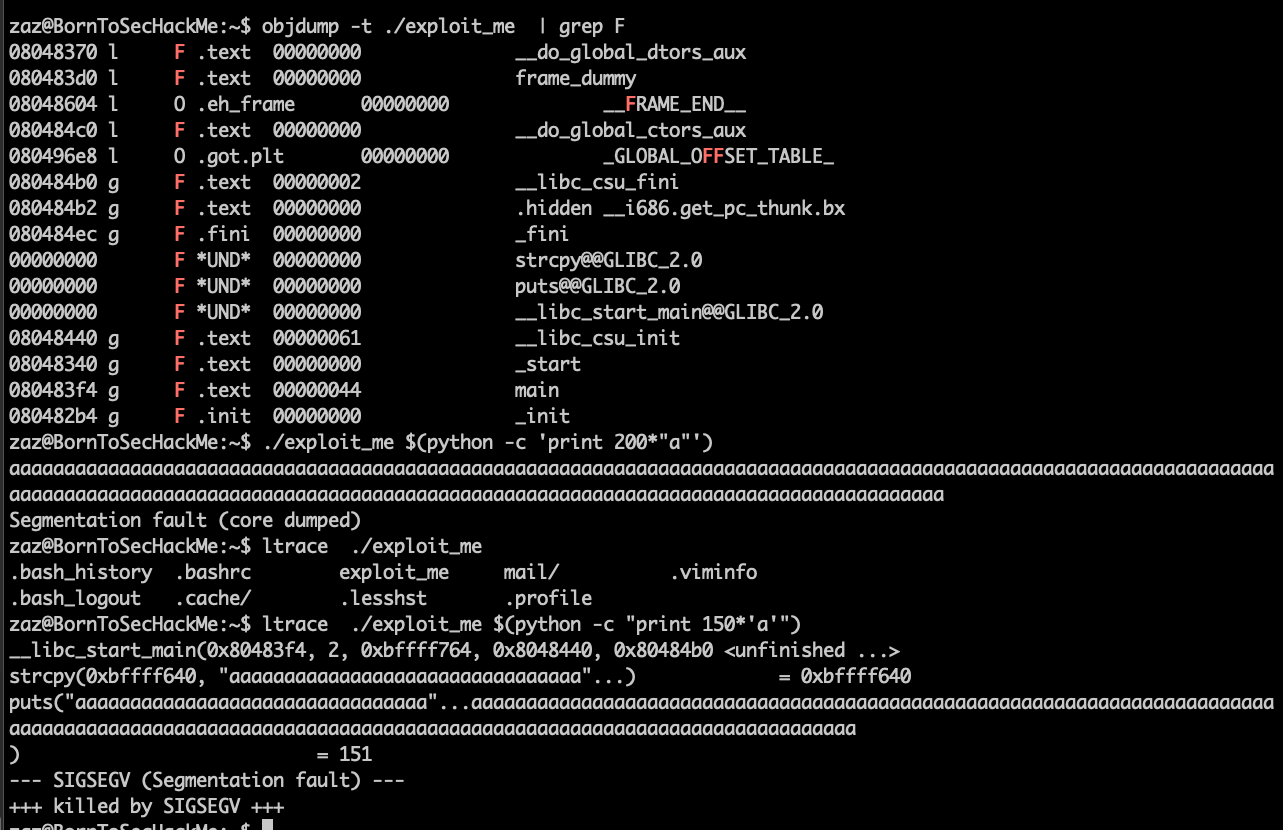 zaz@BornToSecHackMe:~$ objdump -t ./exploit_me  | grep F
08048370 l     F .text  00000000              __do_global_dtors_aux
080483d0 l     F .text  00000000              frame_dummy
08048604 l     O .eh_frame      00000000              __FRAME_END__
080484c0 l     F .text  00000000              __do_global_ctors_aux
080496e8 l     O .got.plt       00000000              _GLOBAL_OFFSET_TABLE_
080484b0 g     F .text  00000002              __libc_csu_fini
080484b2 g     F .text  00000000              .hidden __i686.get_pc_thunk.bx
080484ec g     F .fini  00000000              _fini
00000000       F *UND*  00000000              strcpy@@GLIBC_2.0
00000000       F *UND*  00000000              puts@@GLIBC_2.0
00000000       F *UND*  00000000              __libc_start_main@@GLIBC_2.0
08048440 g     F .text  00000061              __libc_csu_init
08048340 g     F .text  00000000              _start
080483f4 g     F .text  00000044              main
080482b4 g     F .init  00000000              _init
zaz@BornToSecHackMe:~$ ./exploit_me $(python -c 'print 200*"a"')
aaaaaaaaaaaaaaaaaaaaaaaaaaaaaaaaaaaaaaaaaaaaaaaaaaaaaaaaaaaaaaaaaaaaaaaaaaaaaaaaaaaaaaaaaaaaaaaaaaaaaaaaaaaaaaaaaaa
aaaaaaaaaaaaaaaaaaaaaaaaaaaaaaaaaaaaaaaaaaaaaaaaaaaaaaaaaaaaaaaaaaaaaaaaaaaaaaaaaaaaa
Segmentation fault (core dumped)
zaz@BornToSecHackMe:~$ ltrace  ./exploit_me
.bash_history  .bashrc        exploit_me     mail/          .viminfo
.bash_logout   .cache/        .lesshst       .profile
zaz@BornToSecHackMe:~$ ltrace  ./exploit_me $(python -c "print 150*'a'")
__libc_start_main(0x80483f4, 2, 0xbffff764, 0x8048440, 0x80484b0 <unfinished ...>
strcpy(0xbffff640, "aaaaaaaaaaaaaaaaaaaaaaaaaaaaaaaa"...)             = 0xbffff640
puts("aaaaaaaaaaaaaaaaaaaaaaaaaaaaaaaa"...aaaaaaaaaaaaaaaaaaaaaaaaaaaaaaaaaaaaaaaaaaaaaaaaaaaaaaaaaaaaaaaaaaaaaaaaa
aaaaaaaaaaaaaaaaaaaaaaaaaaaaaaaaaaaaaaaaaaaaaaaaaaaaaaaaaaaaaaaaaaaaaaaaaaaaa
)                           = 151
--- SIGSEGV (Segmentation fault) ---
+++ killed by SIGSEGV +++
zaz@BornToSecHackMe:~$